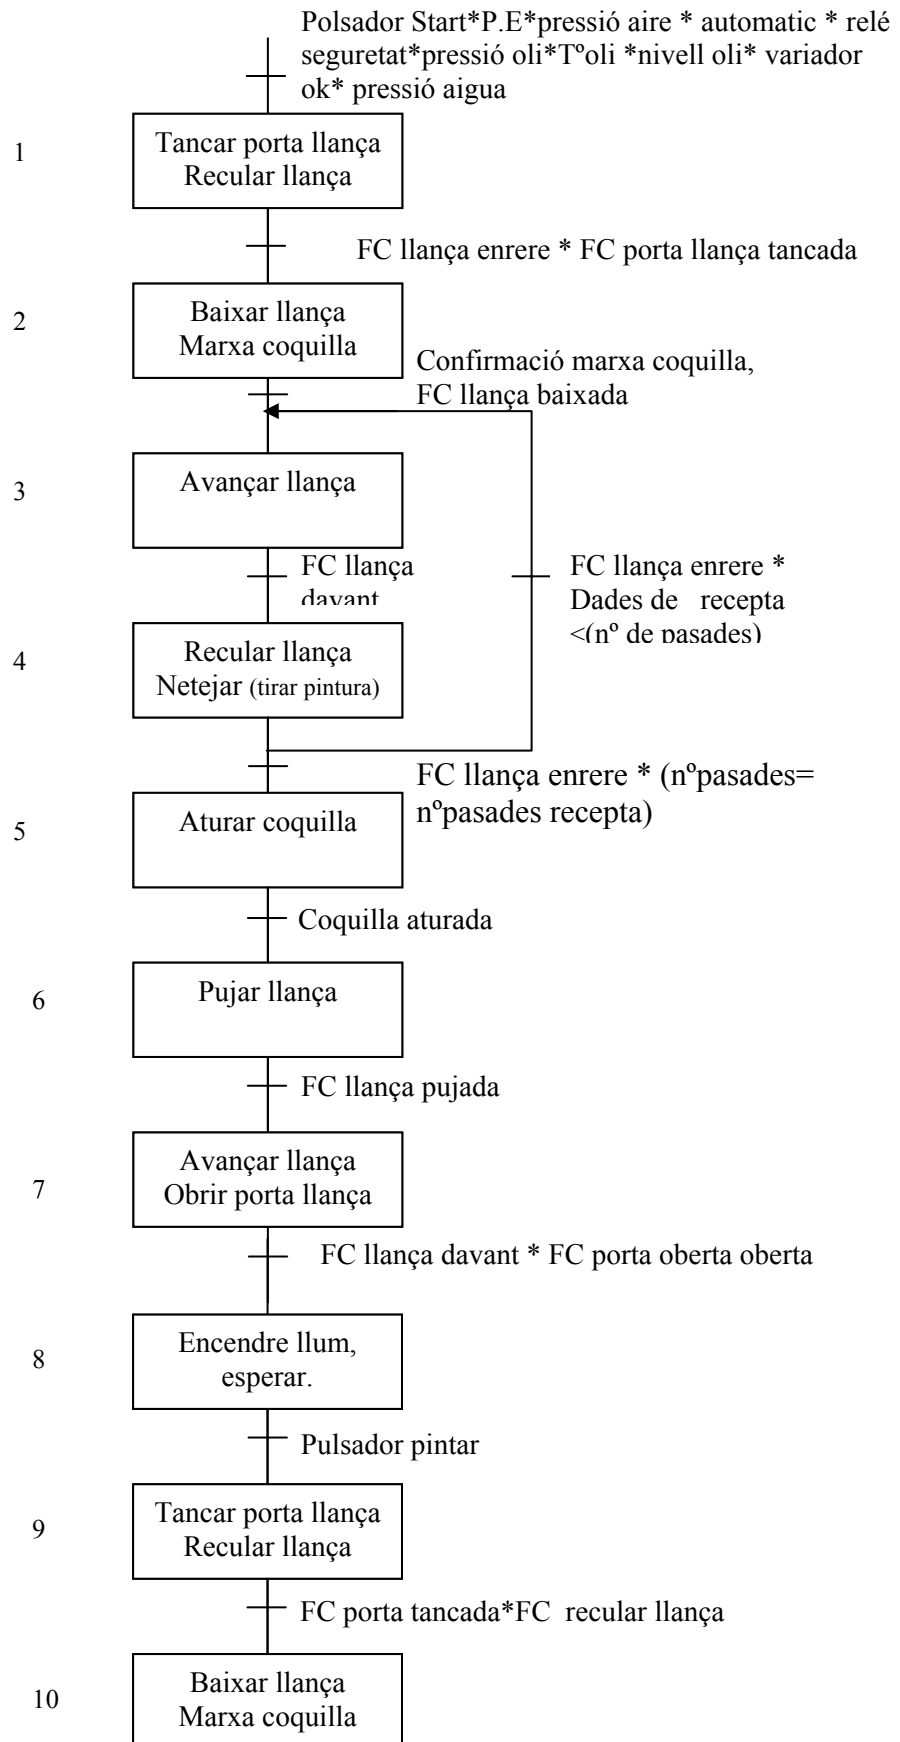 Polsador Start*P.E*pressió aire * automatic * relé
seguretat*pressió oli*Tºoli *nivell oli* variador
ok* pressió aigua
1
Tancar porta llança
Recular llança
FC llança enrere * FC porta llança tancada
2
Baixar llança
Marxa coquilla
Confirmació marxa coquilla,
FC llança baixada
3
Avançar llança
FC llança
davant
FC llança enrere *
Dades de recepta
<(nº de pasades)
4
Recular llança
Netejar (tirar pintura)
FC llança enrere * (nºpasades=
nºpasades recepta)
5
Aturar coquilla
Coquilla aturada
6
Pujar llança
FC llança pujada
7
Avançar llança
Obrir porta llança
FC llança davant * FC porta oberta oberta
8
Encendre llum,
esperar.
Pulsador pintar
9
Tancar porta llança
Recular llança
FC porta tancada*FC recular llança
10
Baixar llança
Marxa coquilla